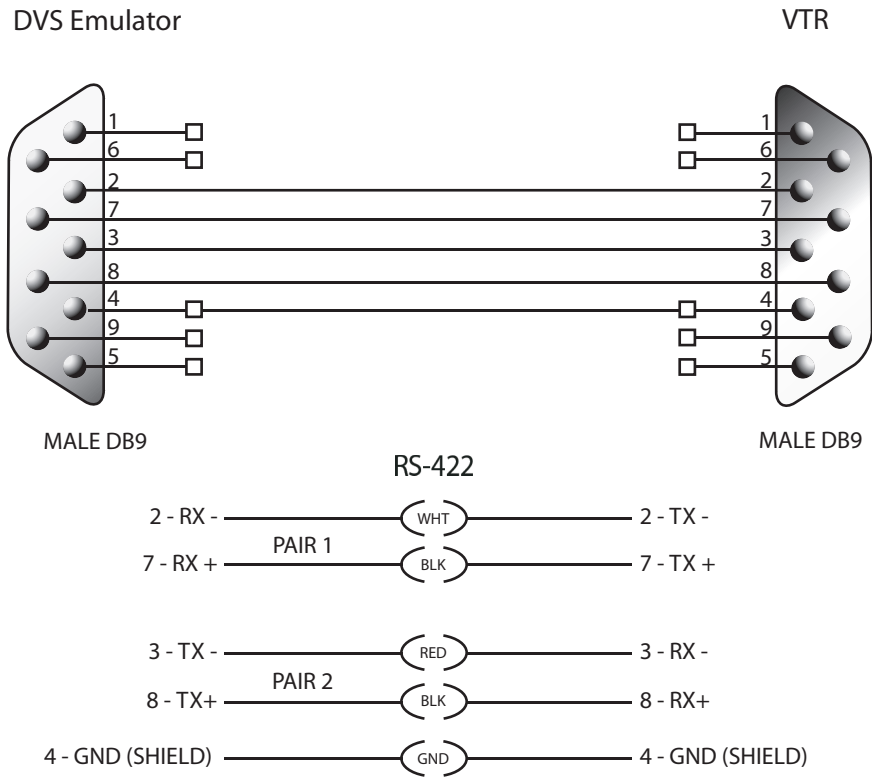 DVS Emulator
VTR
1
6
2
7
3
8
4
9
5
1
6
2
7
3
8
4
9
5
MALE DB9
MALE DB9
RS-422
2 - RX -
WHT
2 - TX -
PAIR 1
7 - RX +
BLK
7 - TX +
3 - TX -
RED
3 - RX -
PAIR 2
8 - TX+
BLK
8 - RX+
4 - GND (SHIELD)
GND
4 - GND (SHIELD)